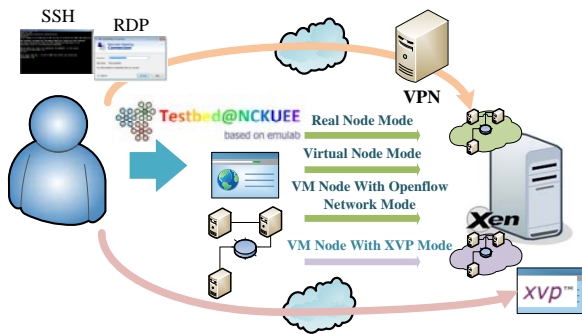 SSH
RDP
VPN
Testbed@NCKUEE
based on emulab
Real Node Mode
Virtual Node Mode
VM Node With Openflow
Network Mode
Xen
VM Node With XVP Mode
xvp™